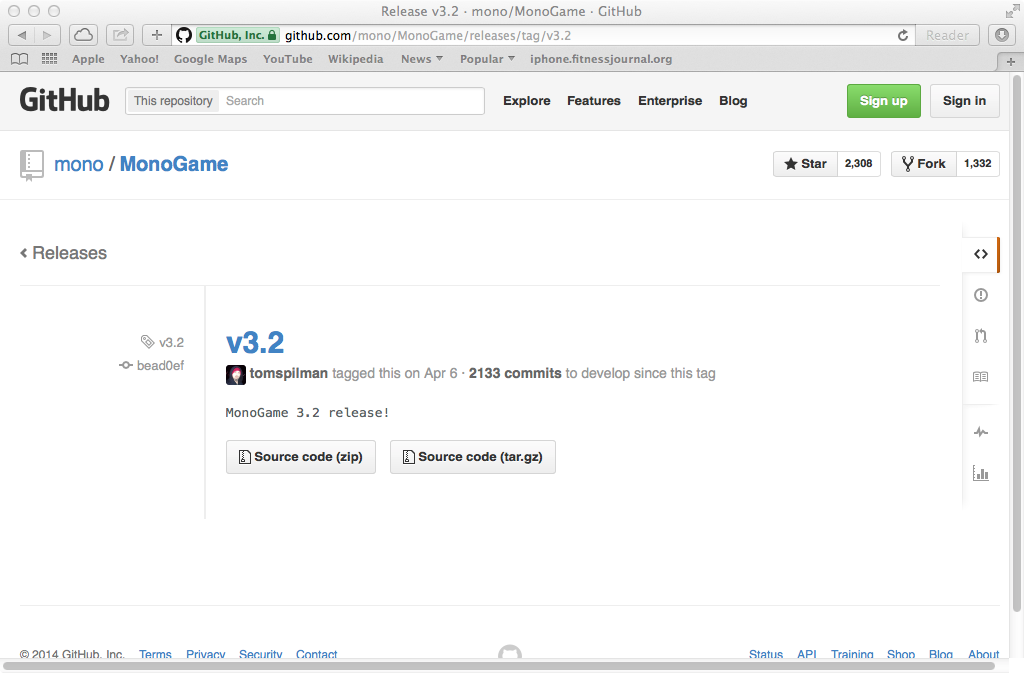 Release v3.2 · mono/MonoGame · GitHub
GitHub, Inc. github.com/mono/MonoGame/releases/tag/v3.2 Reader
Apple Yahoo! Google Maps YouTube Wikipedia News Popular iphone.fitnessjournal.org
GitHub This repository Search Explore Features Enterprise Blog Sign up Sign in
mono / MonoGame Star 2,308 Fork 1,332
Releases
v3.2
bead0ef
v3.2
tomspilman tagged this on Apr 6 · 2133 commits to develop since this tag
MonoGame 3.2 release!
Source code (zip) Source code (tar.gz)
© 2014 GitHub, Inc. Terms Privacy Security Contact Status API Training Shop Blog About